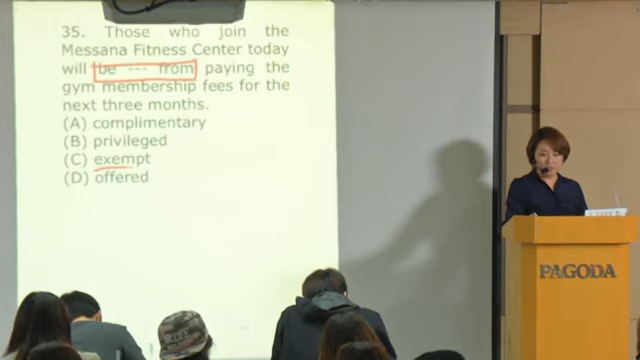 35. Those who join the
Messana Fitness Center today
will be --- from paying the
gym membership fees for the
next three months.
(A) complimentary
(B) privileged
(C) exempt
(D) offered
PAGODA